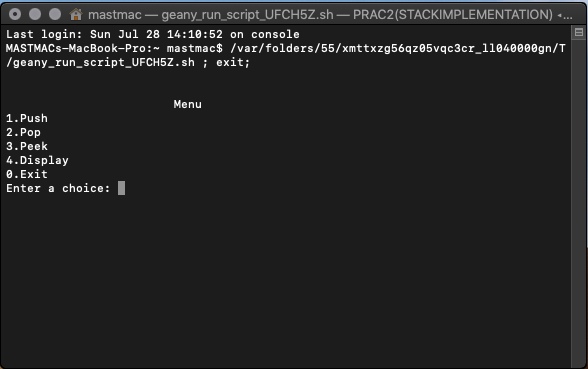 mastmac — geany_run_script_UFCH5Z.sh — PRAC2(STACKIMPLEMENTATION) ◂...
Last login: Sun Jul 28 14:10:52 on console
MASTMACs-MacBook-Pro:~ mastmac$ /var/folders/55/xmttxzg56qz05vqc3cr_ll040000gn/T
/geany_run_script_UFCH5Z.sh ; exit;
Menu
1.Push
2.Pop
3.Peek
4.Display
0.Exit
Enter a choice: